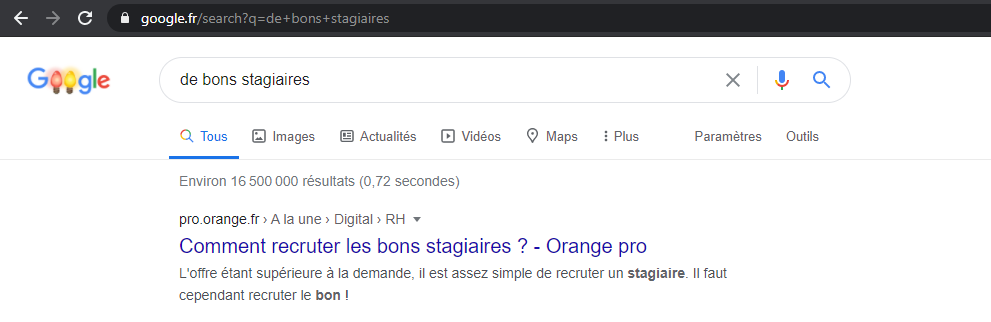 google.fr/search?q=de+bons+stagiaires
Google
de bons stagiaires
Tous Images Actualités Vidéos Maps Plus Paramètres Outils
Environ 16 500 000 résultats (0,72 secondes)
pro.orange.fr › A la une › Digital › RH
Comment recruter les bons stagiaires ? - Orange pro
L'offre étant supérieure à la demande, il est assez simple de recruter un stagiaire. Il faut
cependant recruter le bon !